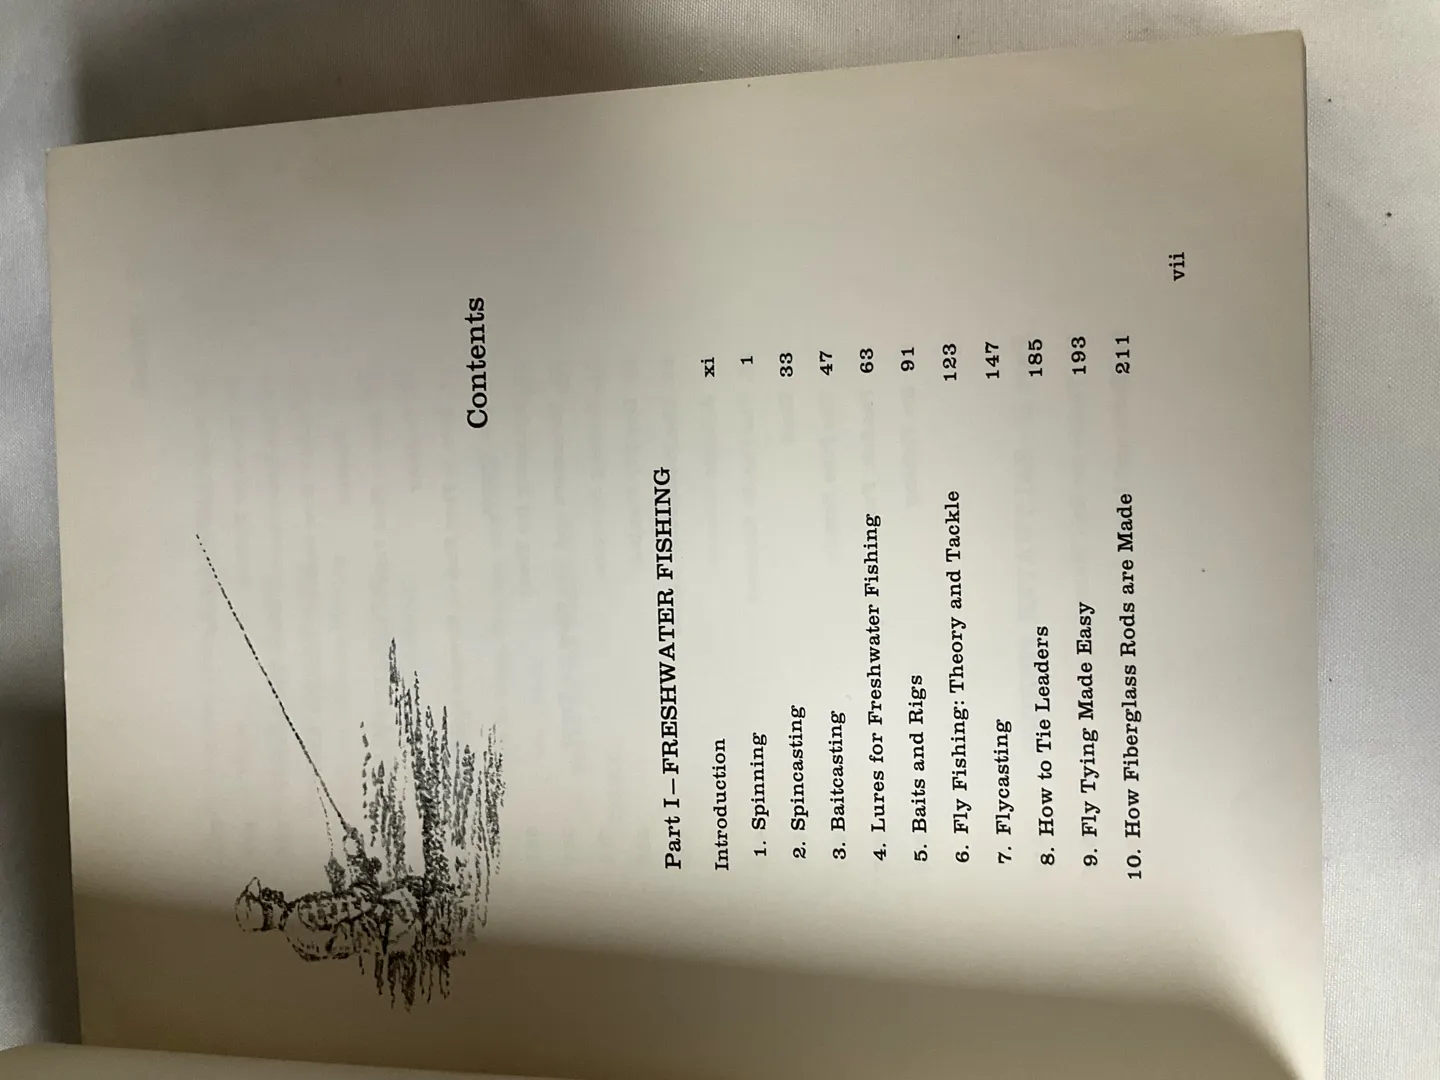 Contents
Part I—FRESHWATER FISHING
Introduction xi
1. Spinning 1
2. Spincasting 33
3. Baitcasting 47
4. Lures for Freshwater Fishing 63
5. Baits and Rigs 91
6. Fly Fishing: Theory and Tackle 123
7. Flycasting 147
8. How to Tie Leaders 185
9. Fly Tying Made Easy 193
10. How Fiberglass Rods are Made 211
vii